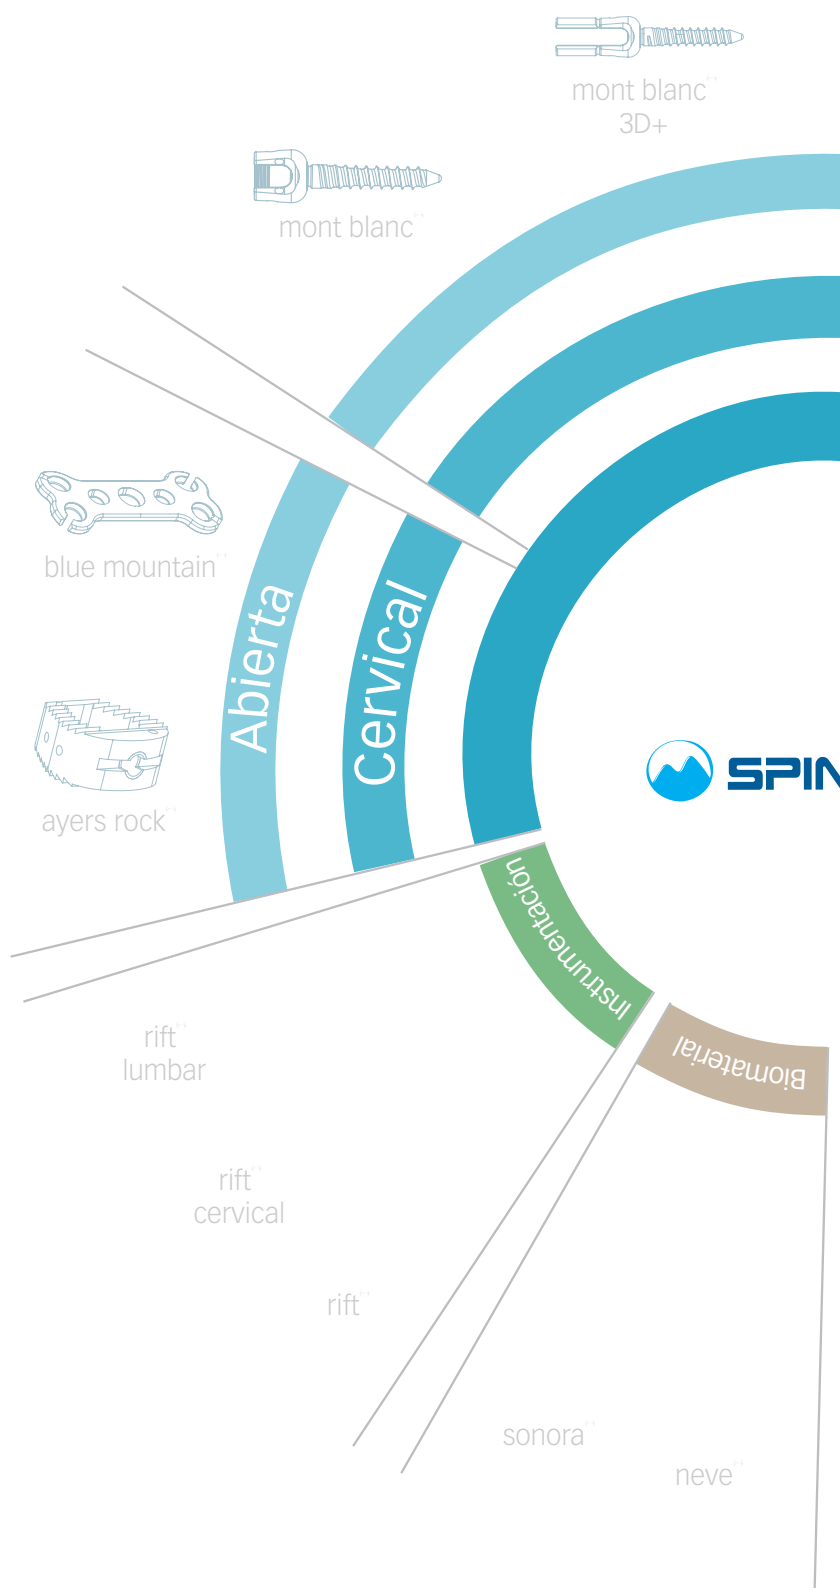 mont blanc
3D+
mont blanc
blue mountain
Abierta
Cervical
ayers rock
SPIN
Instrumentación
Biomaterial
rift
lumbar
rift
cervical
rift
sonora
neve